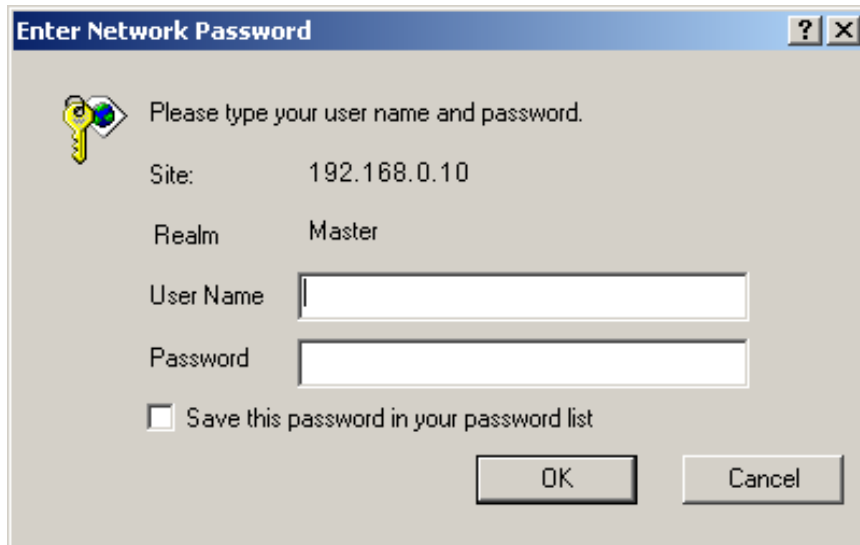 Enter Network Password
Please type your user name and password.
Site: 192.168.0.10
Realm Master
User Name
Password
Save this password in your password list
OK Cancel